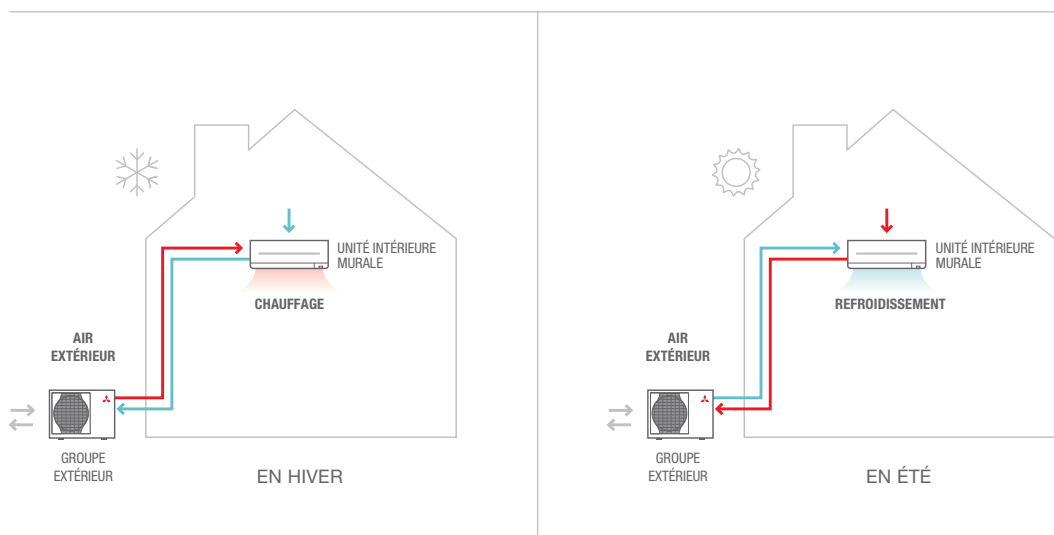 UNITÉ INTÉRIEURE
MURALE
CHAUFFAGE
AIR
EXTÉRIEUR
GROUPE
EXTÉRIEUR
EN HIVER
UNITÉ INTÉRIEURE
MURALE
REFROIDISSEMENT
AIR
EXTÉRIEUR
GROUPE
EXTÉRIEUR
EN ÉTÉ